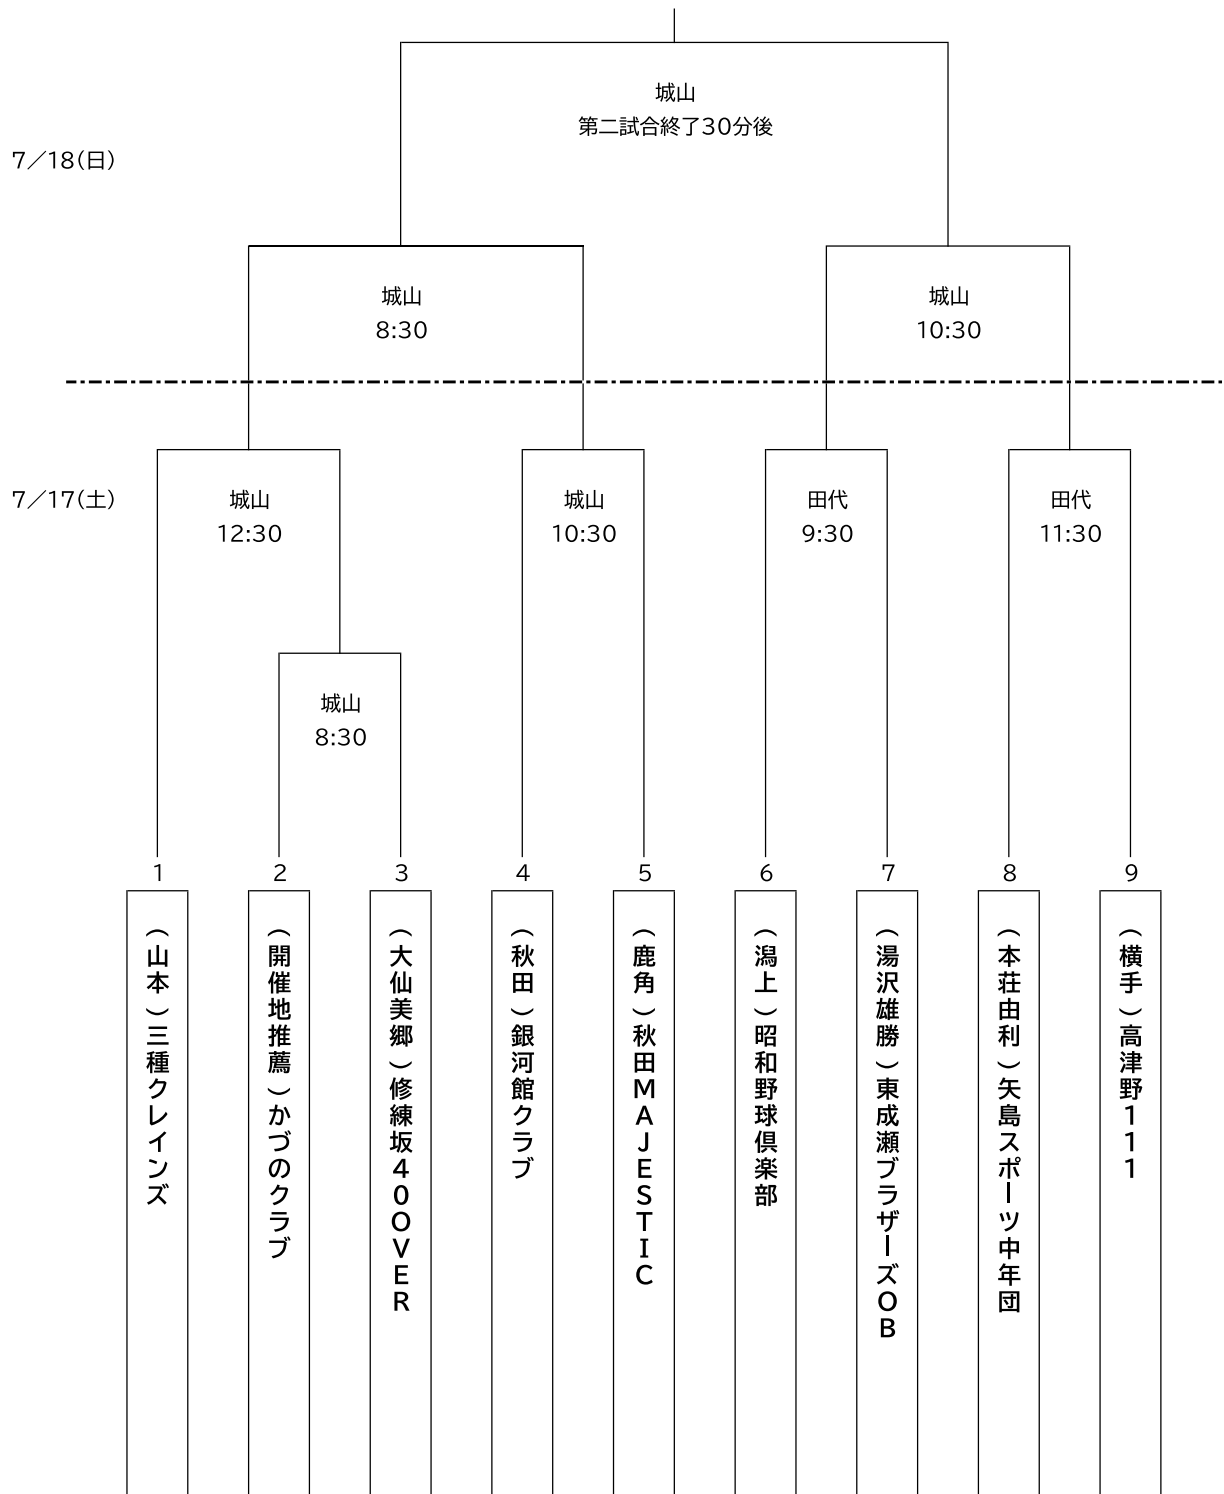 城山
第二試合終了30分後
7／18(日)
城山
8:30
城山
10:30
7／17(土)
城山
12:30
城山
10:30
田代
9:30
田代
11:30
城山
8:30
1
2
3
4
5
6
7
8
9
（山本）三種クレインズ
（開催地推薦）かづのクラブ
（大仙美郷）修練坂４０OVER
（秋田）銀河館クラブ
（鹿角）秋田MAJESTIC
（潟上）昭和野球倶楽部
（湯沢雄勝）東成瀬ブラザーズOB
（本荘由利）矢島スポーツ中年団
（横手）高津野１１１